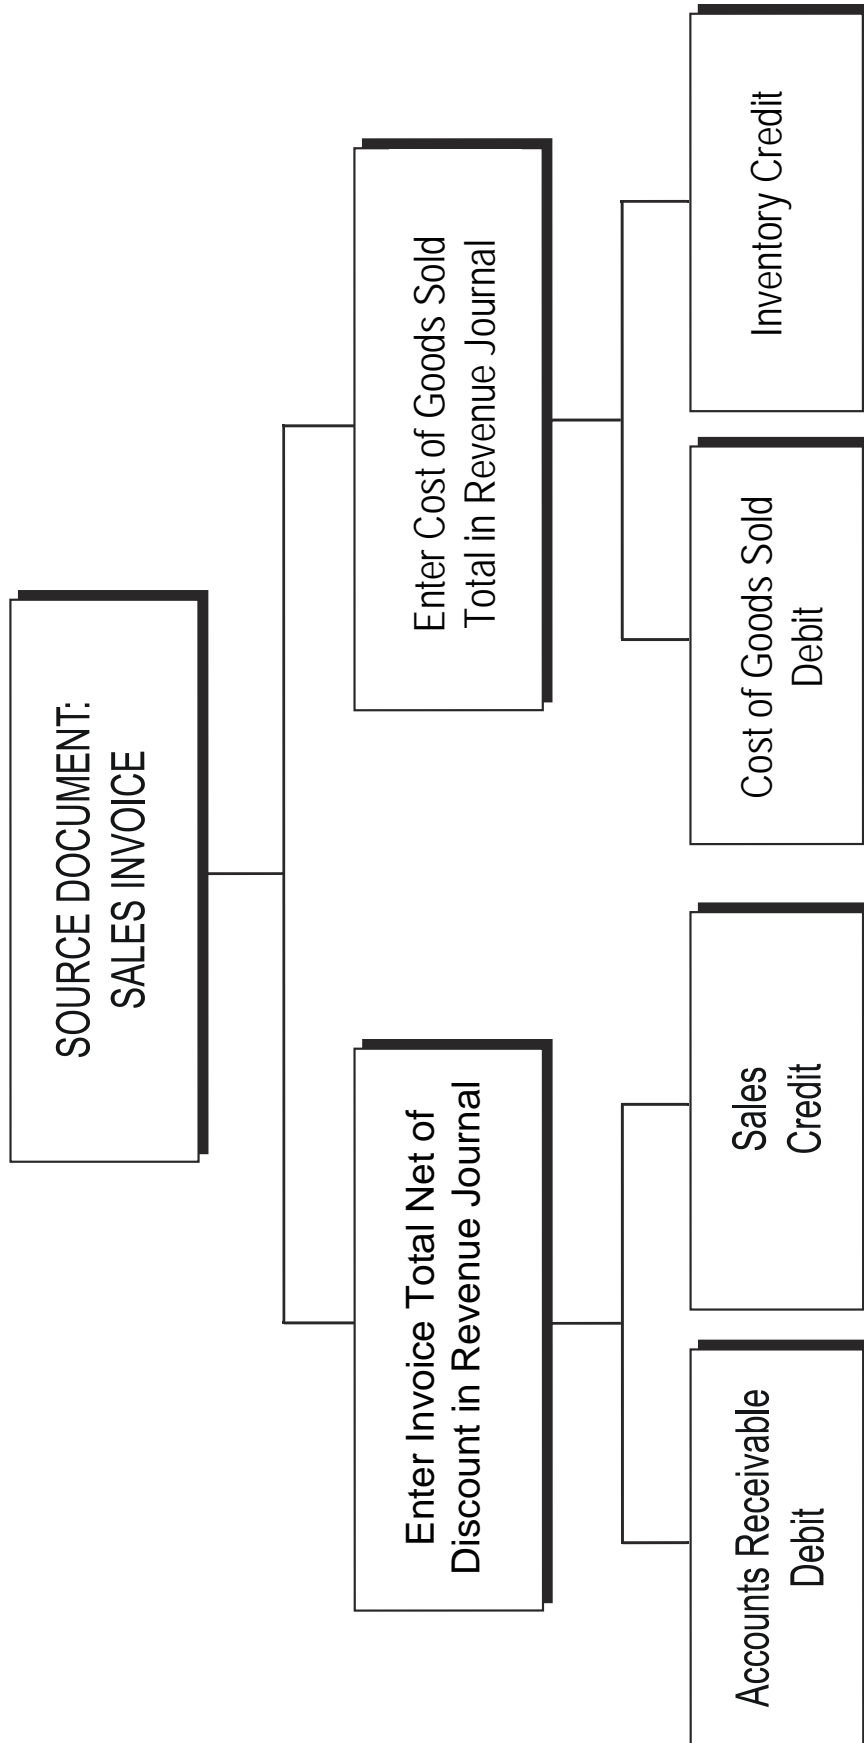 SOURCE DOCUMENT:
SALES INVOICE
Enter Invoice Total Net of
Discount in Revenue Journal
Enter Cost of Goods Sold
Total in Revenue Journal
Accounts Receivable
Debit
Sales
Credit
Cost of Goods Sold
Debit
Inventory Credit